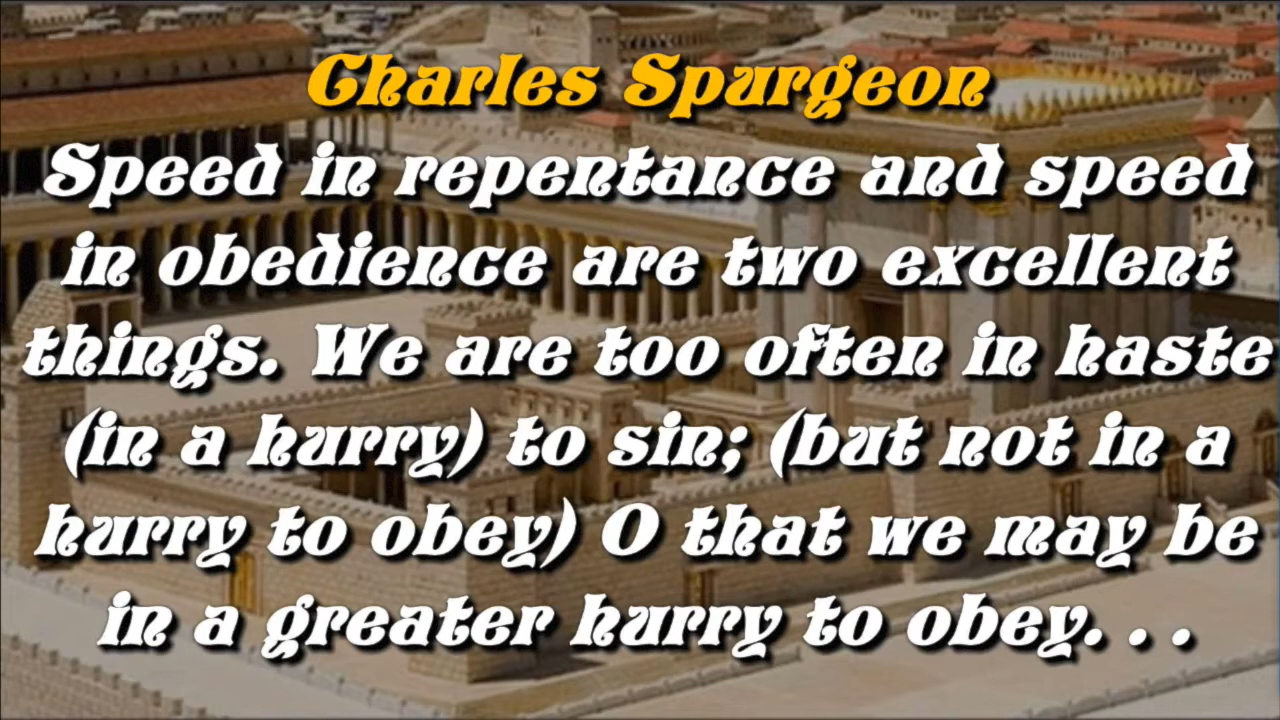 Charles Spurgeon
Speed in repentance and speed
in obedience are two excellent
things. We are too often in haste
(in a hurry) to sin; (but not in a
hurry to obey) O that we may be
in a greater hurry to obey. . .